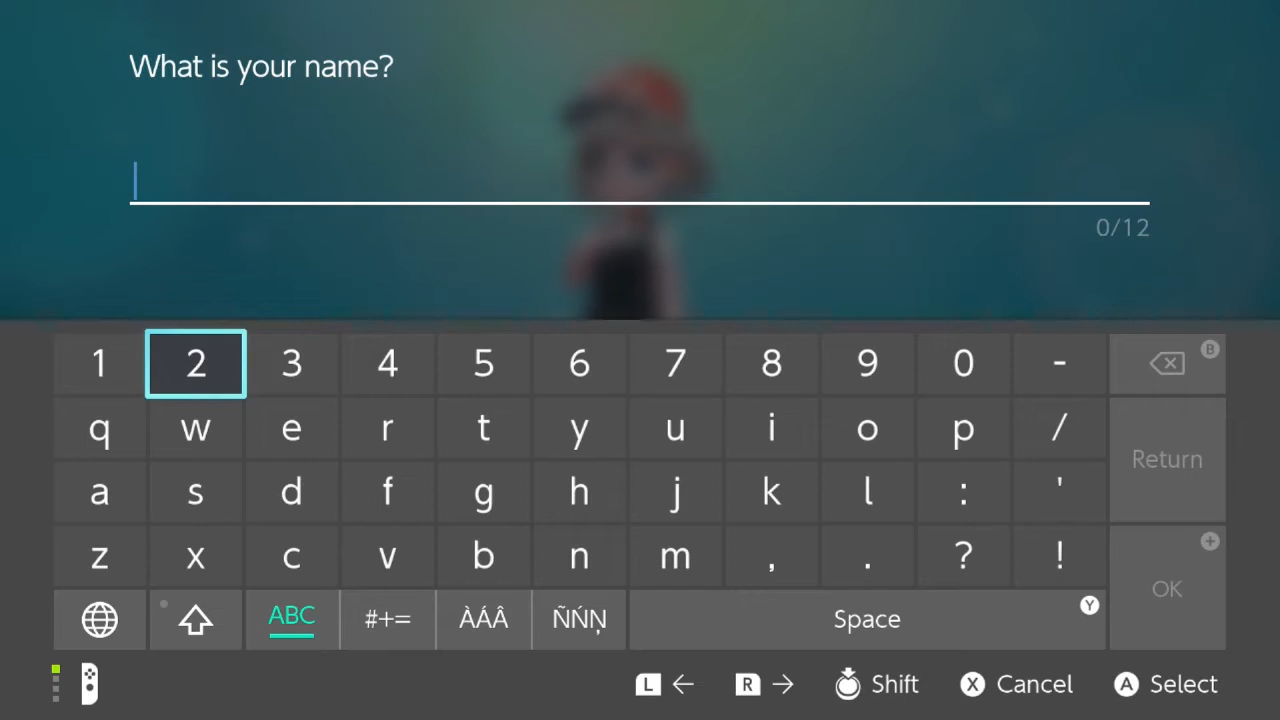 What is your name?
0/12
1 2 3 4 5 6 7 8 9 0 - B
q w e r t y u i o p / Return
a s d f g h j k l : '
z x c v b n m , . ? ! + OK
ABC #+= ÀÁÂ ÑŃŅ Space Y
L ← R → Shift X Cancel A Select